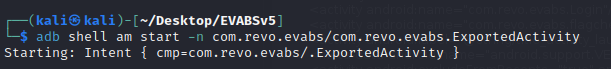 ┌──(kali㉿kali)-[~/Desktop/EVABSv5]
└─$ adb shell am start -n com.revo.evabs/com.revo.evabs.ExportedActivity
Starting: Intent { cmp=com.revo.evabs/.ExportedActivity }